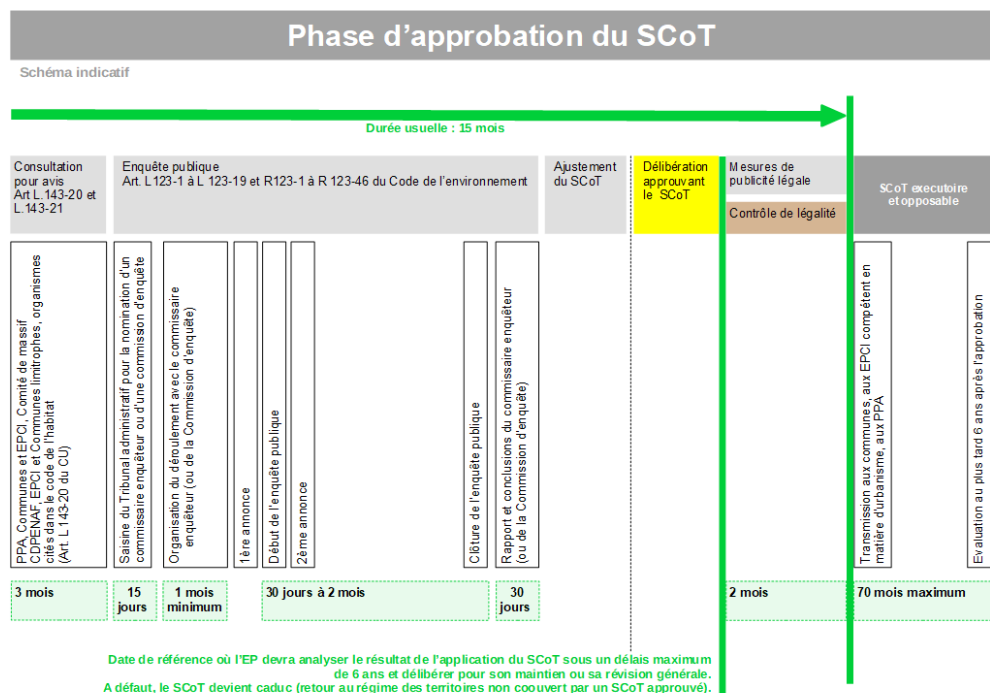 Phase d’approbation du SCoT
Schéma indicatif
Durée usuelle : 15 mois
Consultation
pour avis
Art L.143-20 et
L.143-21
Enquête publique
Art. L 123-1 à L 123-19 et R123-1 à R 123-46 du Code de l’environnement
Ajustement
du SCoT
Délibération
approuvant
le SCoT
Mesures de
publicité légale
Contrôle de légalité
SCoT executoire
et opposable
PPA, Communes et EPCI, Comité de massif
CDPENAF, EPCI et Communes limitrophes, organismes
cités dans le code de l’habitat
(Art. L 143-20 du CU)
Saisine du Tribunal administratif pour la nomination d’un
commissaire enquêteur ou d’une commission d’enquête
Organisation du déroulement avec le commissaire
enquêteur (ou de la Commission d’enquête)
1ère annonce
Début de l’enquête publique
2ème annonce
Clôture de l’enquête publique
Rapport et conclusions du commissaire enquêteur
(ou de la Commission d’enquête)
Transmission aux communes, aux EPCI compétent en
matière d’urbanisme, aux PPA
Evaluation au plus tard 6 ans après l’approbation
3 mois
15
jours
1 mois
minimum
30 jours à 2 mois
30
jours
2 mois
70 mois maximum
Date de référence où l’EP devra analyser le résultat de l’application du SCoT sous un délais maximum
de 6 ans et délibérer pour son maintien ou sa révision générale.
A défaut, le SCoT devient caduc (retour au régime des territoires non coouvert par un SCoT approuvé).